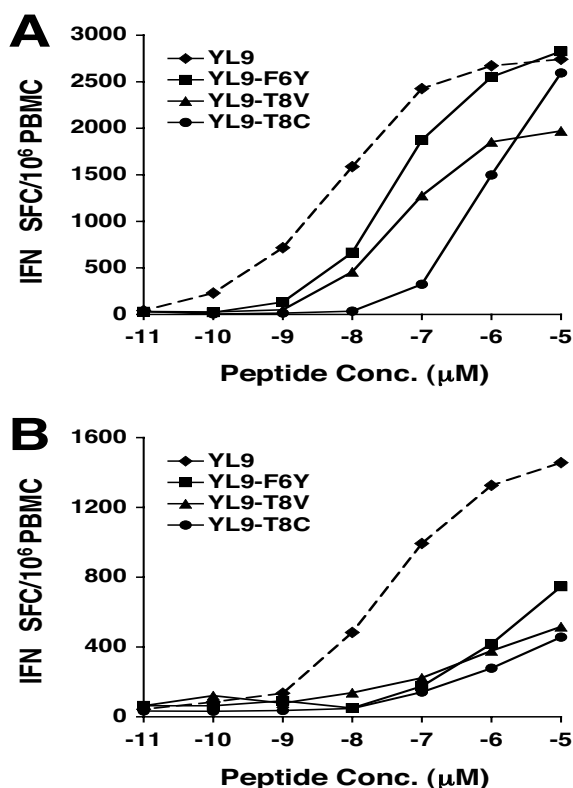 A
YL9
YL9-F6Y
YL9-T8V
YL9-T8C
3000
2500
2000
1500
1000
500
0
IFN SFC/10⁶ PBMC
-11 -10 -9 -8 -7 -6 -5
Peptide Conc. (µM)
B
YL9
YL9-F6Y
YL9-T8V
YL9-T8C
1600
1200
800
400
0
IFN SFC/10⁶ PBMC
-11 -10 -9 -8 -7 -6 -5
Peptide Conc. (µM)